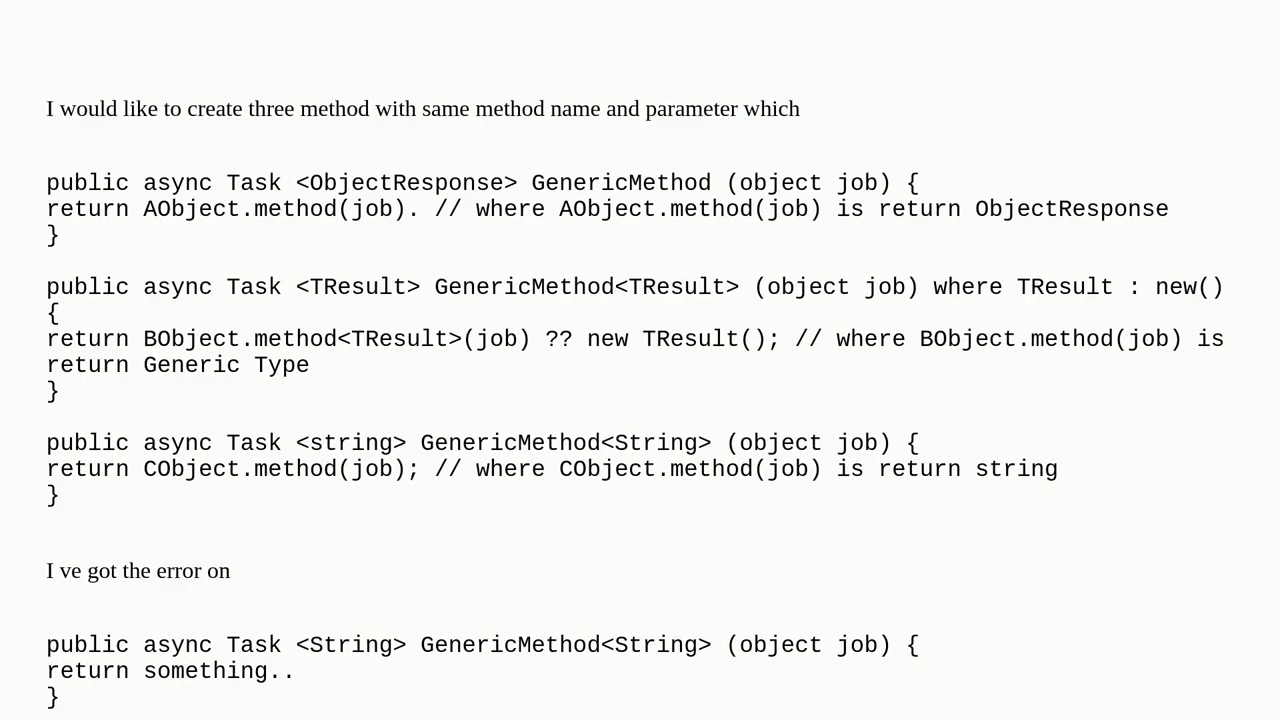 I would like to create three method with same method name and parameter which
public async Task <ObjectResponse> GenericMethod (object job) {
return AObject.method(job). // where AObject.method(job) is return ObjectResponse
}
public async Task <TResult> GenericMethod<TResult> (object job) where TResult : new()
{
return BObject.method<TResult>(job) ?? new TResult(); // where BObject.method(job) is
return Generic Type
}
public async Task <string> GenericMethod<String> (object job) {
return CObject.method(job); // where CObject.method(job) is return string
}
I ve got the error on
public async Task <String> GenericMethod<String> (object job) {
return something..
}